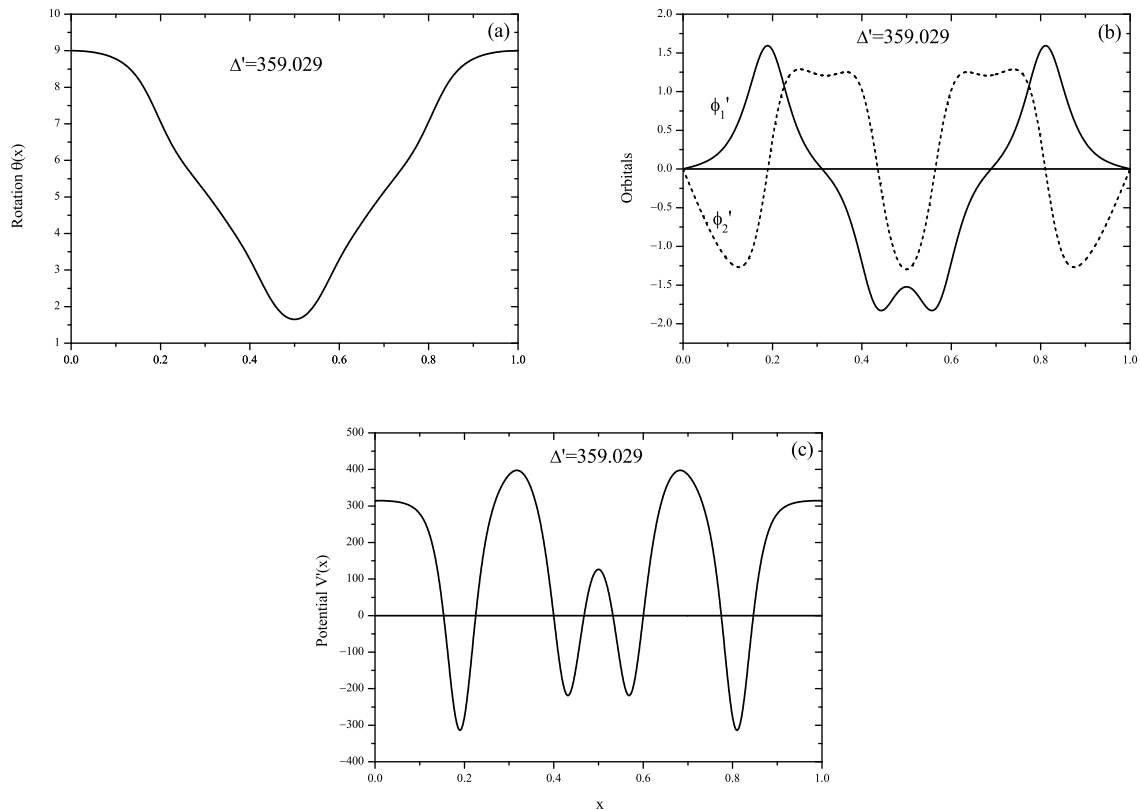 (a)
Δ'=359.029
Rotation θ(x)
10
9
8
7
6
5
4
3
2
1
0.0 0.2 0.4 0.6 0.8 1.0
(b)
Δ'=359.029
Orbitals
ϕ1'
ϕ2'
2.0
1.5
1.0
0.5
0.0
−0.5
−1.0
−1.5
−2.0
0.0 0.2 0.4 0.6 0.8 1.0
(c)
Δ'=359.029
Potential V'(x)
500
400
300
200
100
0
−100
−200
−300
−400
0.0 0.2 0.4 0.6 0.8 1.0
x